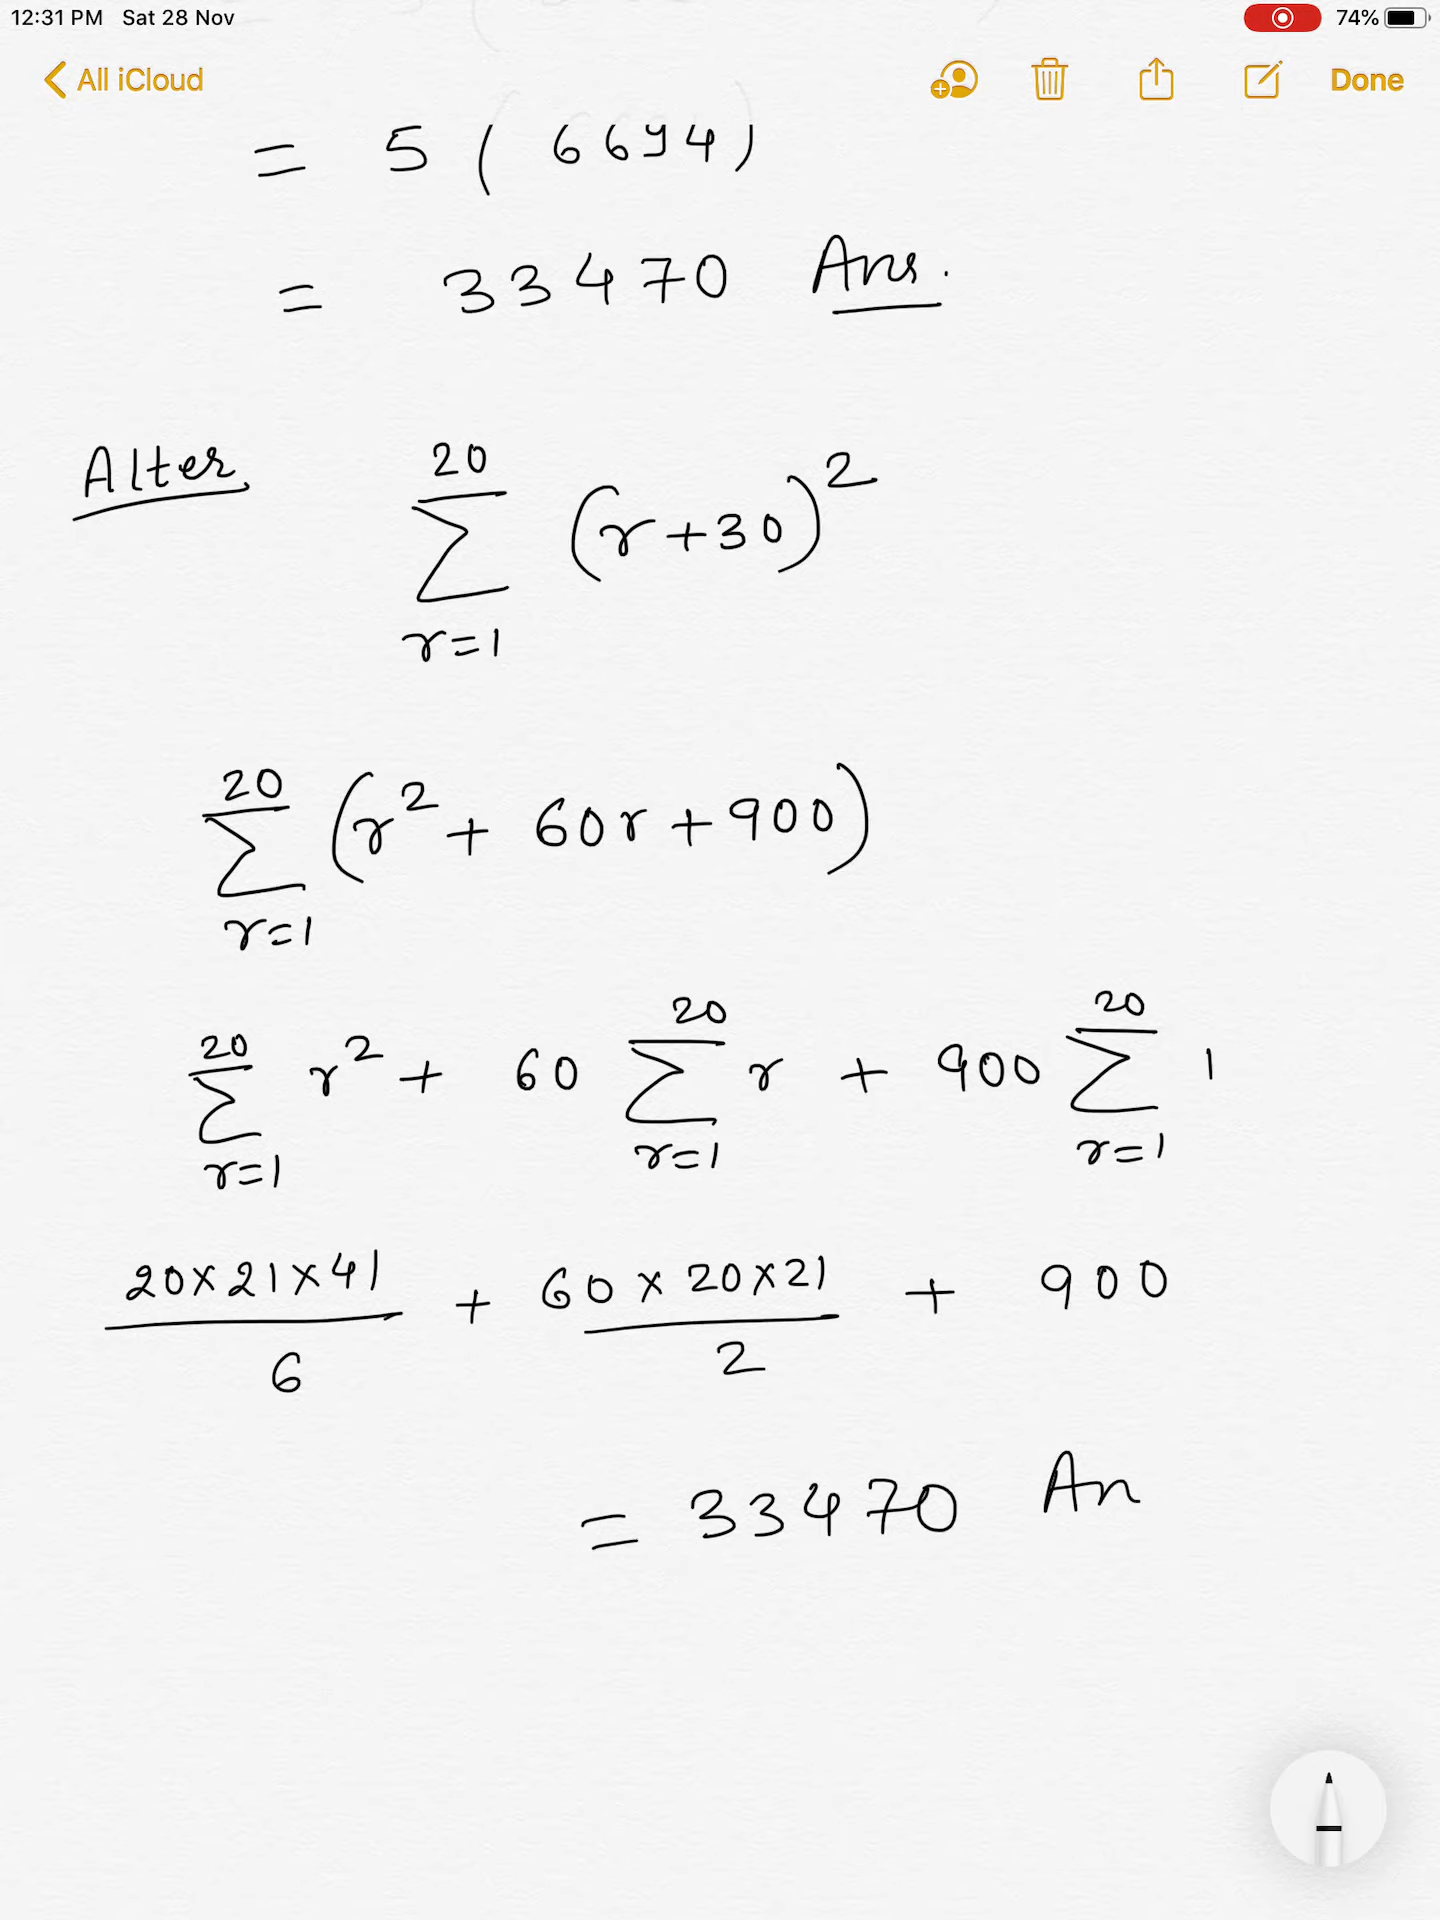 12:31 PM Sat 28 Nov 74%
All iCloud Done
= 5 ( 6694)
= 33470 Ans.
Alter
20
∑ (r+30)²
r=1
20
∑ (r² + 60r + 900)
r=1
20 20 20
∑ r² + 60 ∑ r + 900 ∑ 1
r=1 r=1 r=1
20×21×41 + 60 × 20×21 + 900
6 2
= 33470 An